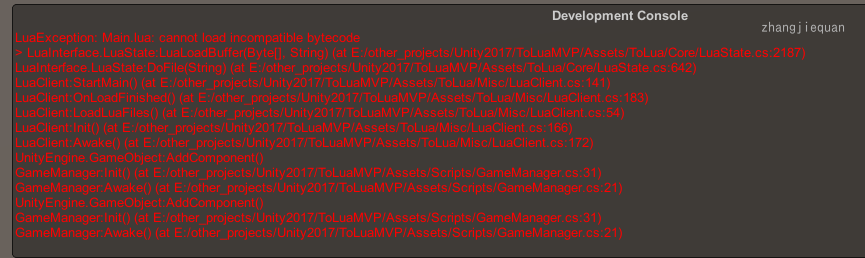 Development Console
zhangjiequan
LuaException: Main.lua: cannot load incompatible bytecode
> LuaInterface.LuaState:LuaLoadBuffer(Byte[], String) (at E:/other_projects/Unity2017/ToLuaMVP/Assets/ToLua/Core/LuaState.cs:2187)
LuaInterface.LuaState:DoFile(String) (at E:/other_projects/Unity2017/ToLuaMVP/Assets/ToLua/Core/LuaState.cs:642)
LuaClient:StartMain() (at E:/other_projects/Unity2017/ToLuaMVP/Assets/ToLua/Misc/LuaClient.cs:141)
LuaClient:OnLoadFinished() (at E:/other_projects/Unity2017/ToLuaMVP/Assets/ToLua/Misc/LuaClient.cs:183)
LuaClient:LoadLuaFiles() (at E:/other_projects/Unity2017/ToLuaMVP/Assets/ToLua/Misc/LuaClient.cs:54)
LuaClient:Init() (at E:/other_projects/Unity2017/ToLuaMVP/Assets/ToLua/Misc/LuaClient.cs:166)
LuaClient:Awake() (at E:/other_projects/Unity2017/ToLuaMVP/Assets/ToLua/Misc/LuaClient.cs:172)
UnityEngine.GameObject:AddComponent()
GameManager:Init() (at E:/other_projects/Unity2017/ToLuaMVP/Assets/Scripts/GameManager.cs:31)
GameManager:Awake() (at E:/other_projects/Unity2017/ToLuaMVP/Assets/Scripts/GameManager.cs:21)
UnityEngine.GameObject:AddComponent()
GameManager:Init() (at E:/other_projects/Unity2017/ToLuaMVP/Assets/Scripts/GameManager.cs:31)
GameManager:Awake() (at E:/other_projects/Unity2017/ToLuaMVP/Assets/Scripts/GameManager.cs:21)